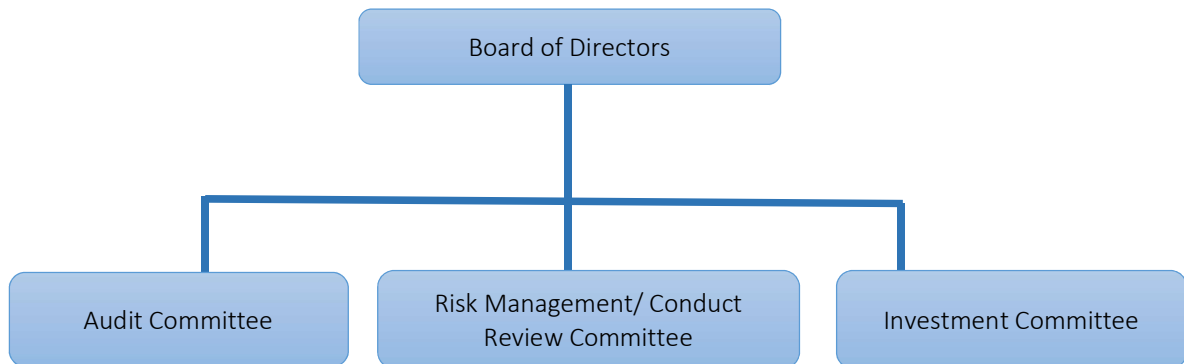 Board of Directors
Audit Committee
Risk Management/ Conduct
Review Committee
Investment Committee